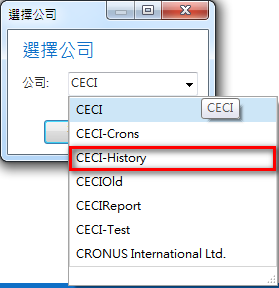 選擇公司
選擇公司
公司: CECI
CECI
CECI
CECI-Crons
CECI-History
CECIOld
CECIReport
CECI-Test
CRONUS International Ltd.